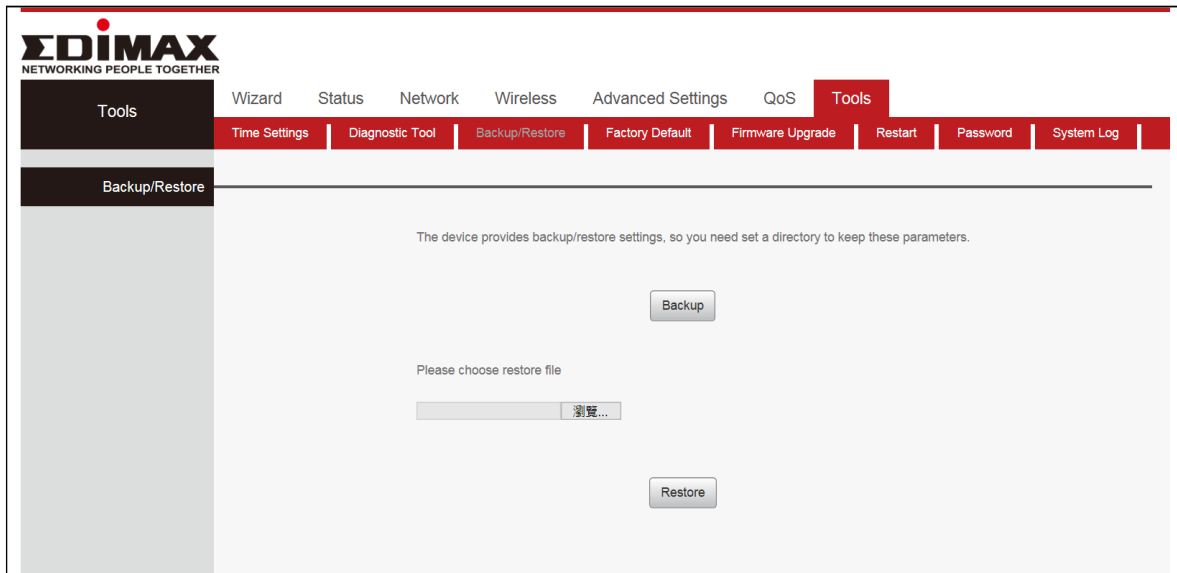 EDIMAX
NETWORKING PEOPLE TOGETHER
Tools
Wizard Status Network Wireless Advanced Settings QoS Tools
Time Settings Diagnostic Tool Backup/Restore Factory Default Firmware Upgrade Restart Password System Log
Backup/Restore
The device provides backup/restore settings, so you need set a directory to keep these parameters.
Backup
Please choose restore file
瀏覽...
Restore